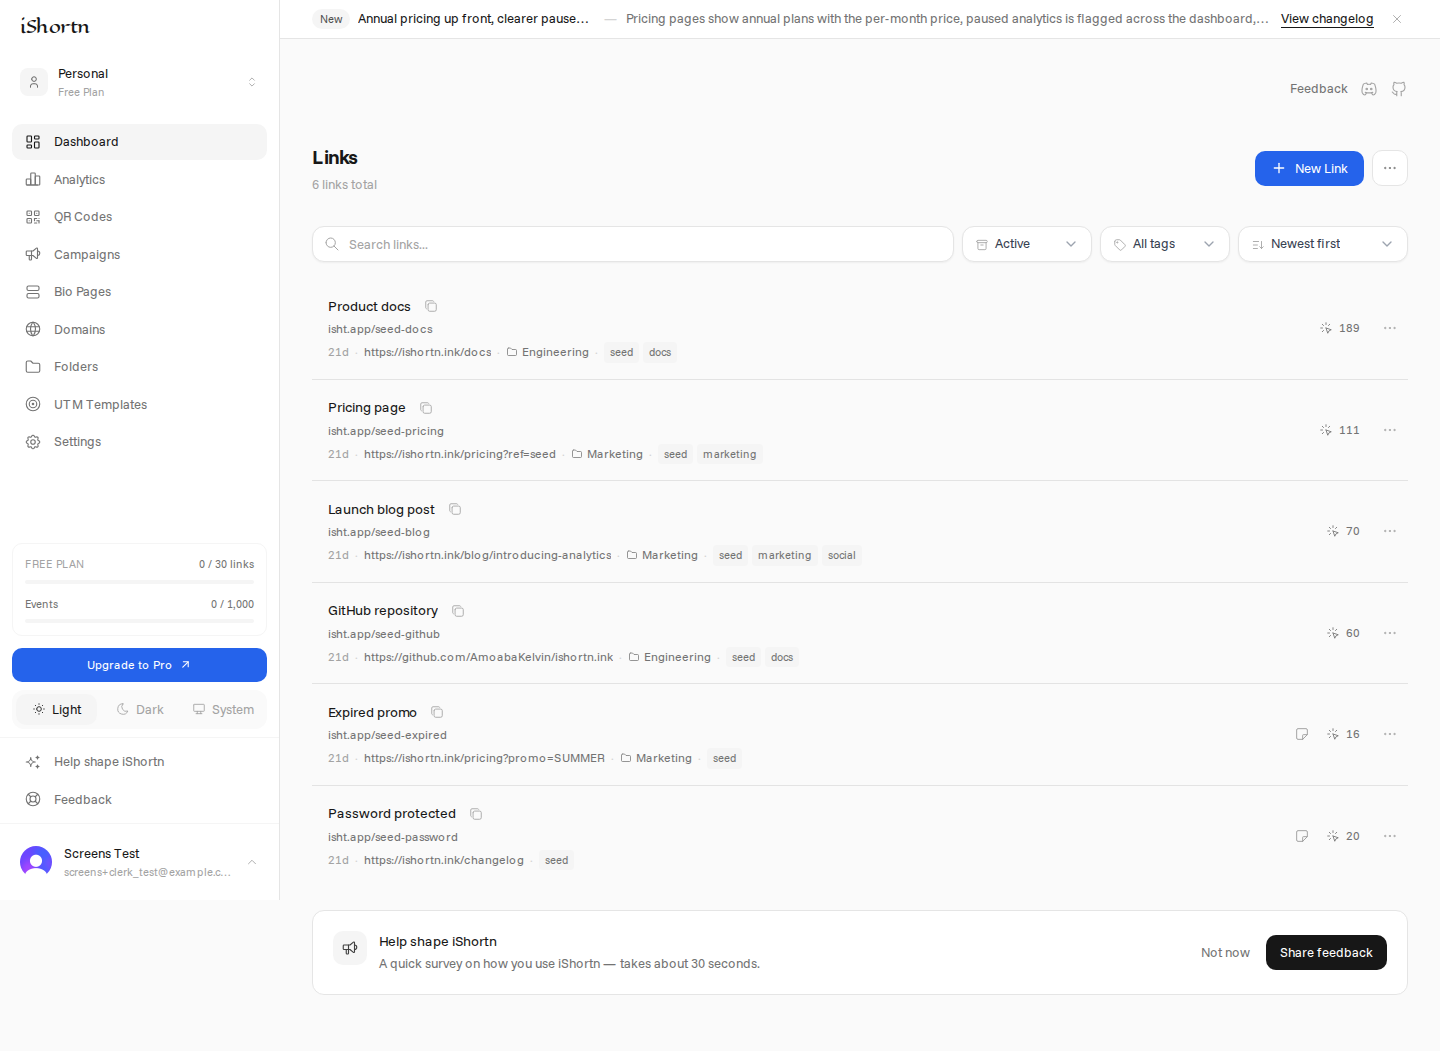 iShortn
Personal
Free Plan
Dashboard
Analytics
QR Codes
Campaigns
Bio Pages
Domains
Folders
UTM Templates
Settings
FREE PLAN 0 / 30 links
Events 0 / 1,000
Upgrade to Pro
Light Dark System
Help shape iShortn
Feedback
Screens Test
screens+clerk_test@example.c...
New Annual pricing up front, clearer pause... — Pricing pages show annual plans with the per-month price, paused analytics is flagged across the dashboard,... View changelog
Feedback
Links
6 links total
New Link
Search links...
Active
All tags
Newest first
Product docs
isht.app/seed-docs
21d · https://ishortn.ink/docs · Engineering · seed docs
189
Pricing page
isht.app/seed-pricing
21d · https://ishortn.ink/pricing?ref=seed · Marketing · seed marketing
111
Launch blog post
isht.app/seed-blog
21d · https://ishortn.ink/blog/introducing-analytics · Marketing · seed marketing social
70
GitHub repository
isht.app/seed-github
21d · https://github.com/AmoabaKelvin/ishortn.ink · Engineering · seed docs
60
Expired promo
isht.app/seed-expired
21d · https://ishortn.ink/pricing?promo=SUMMER · Marketing · seed
16
Password protected
isht.app/seed-password
21d · https://ishortn.ink/changelog · seed
20
Help shape iShortn
A quick survey on how you use iShortn — takes about 30 seconds.
Not now
Share feedback